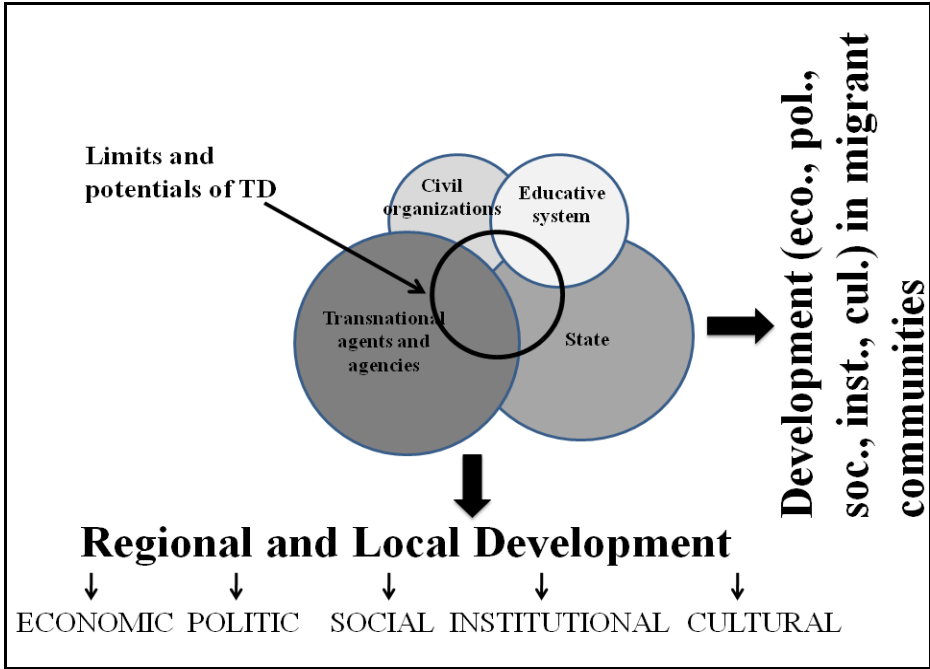 Limits and
potentials of TD
Civil
organizations
Educative
system
Transnational
agents and
agencies
State
Development (eco., pol.,
soc., inst., cul.) in migrant
communities
Regional and Local Development
ECONOMIC POLITIC SOCIAL INSTITUTIONAL CULTURAL